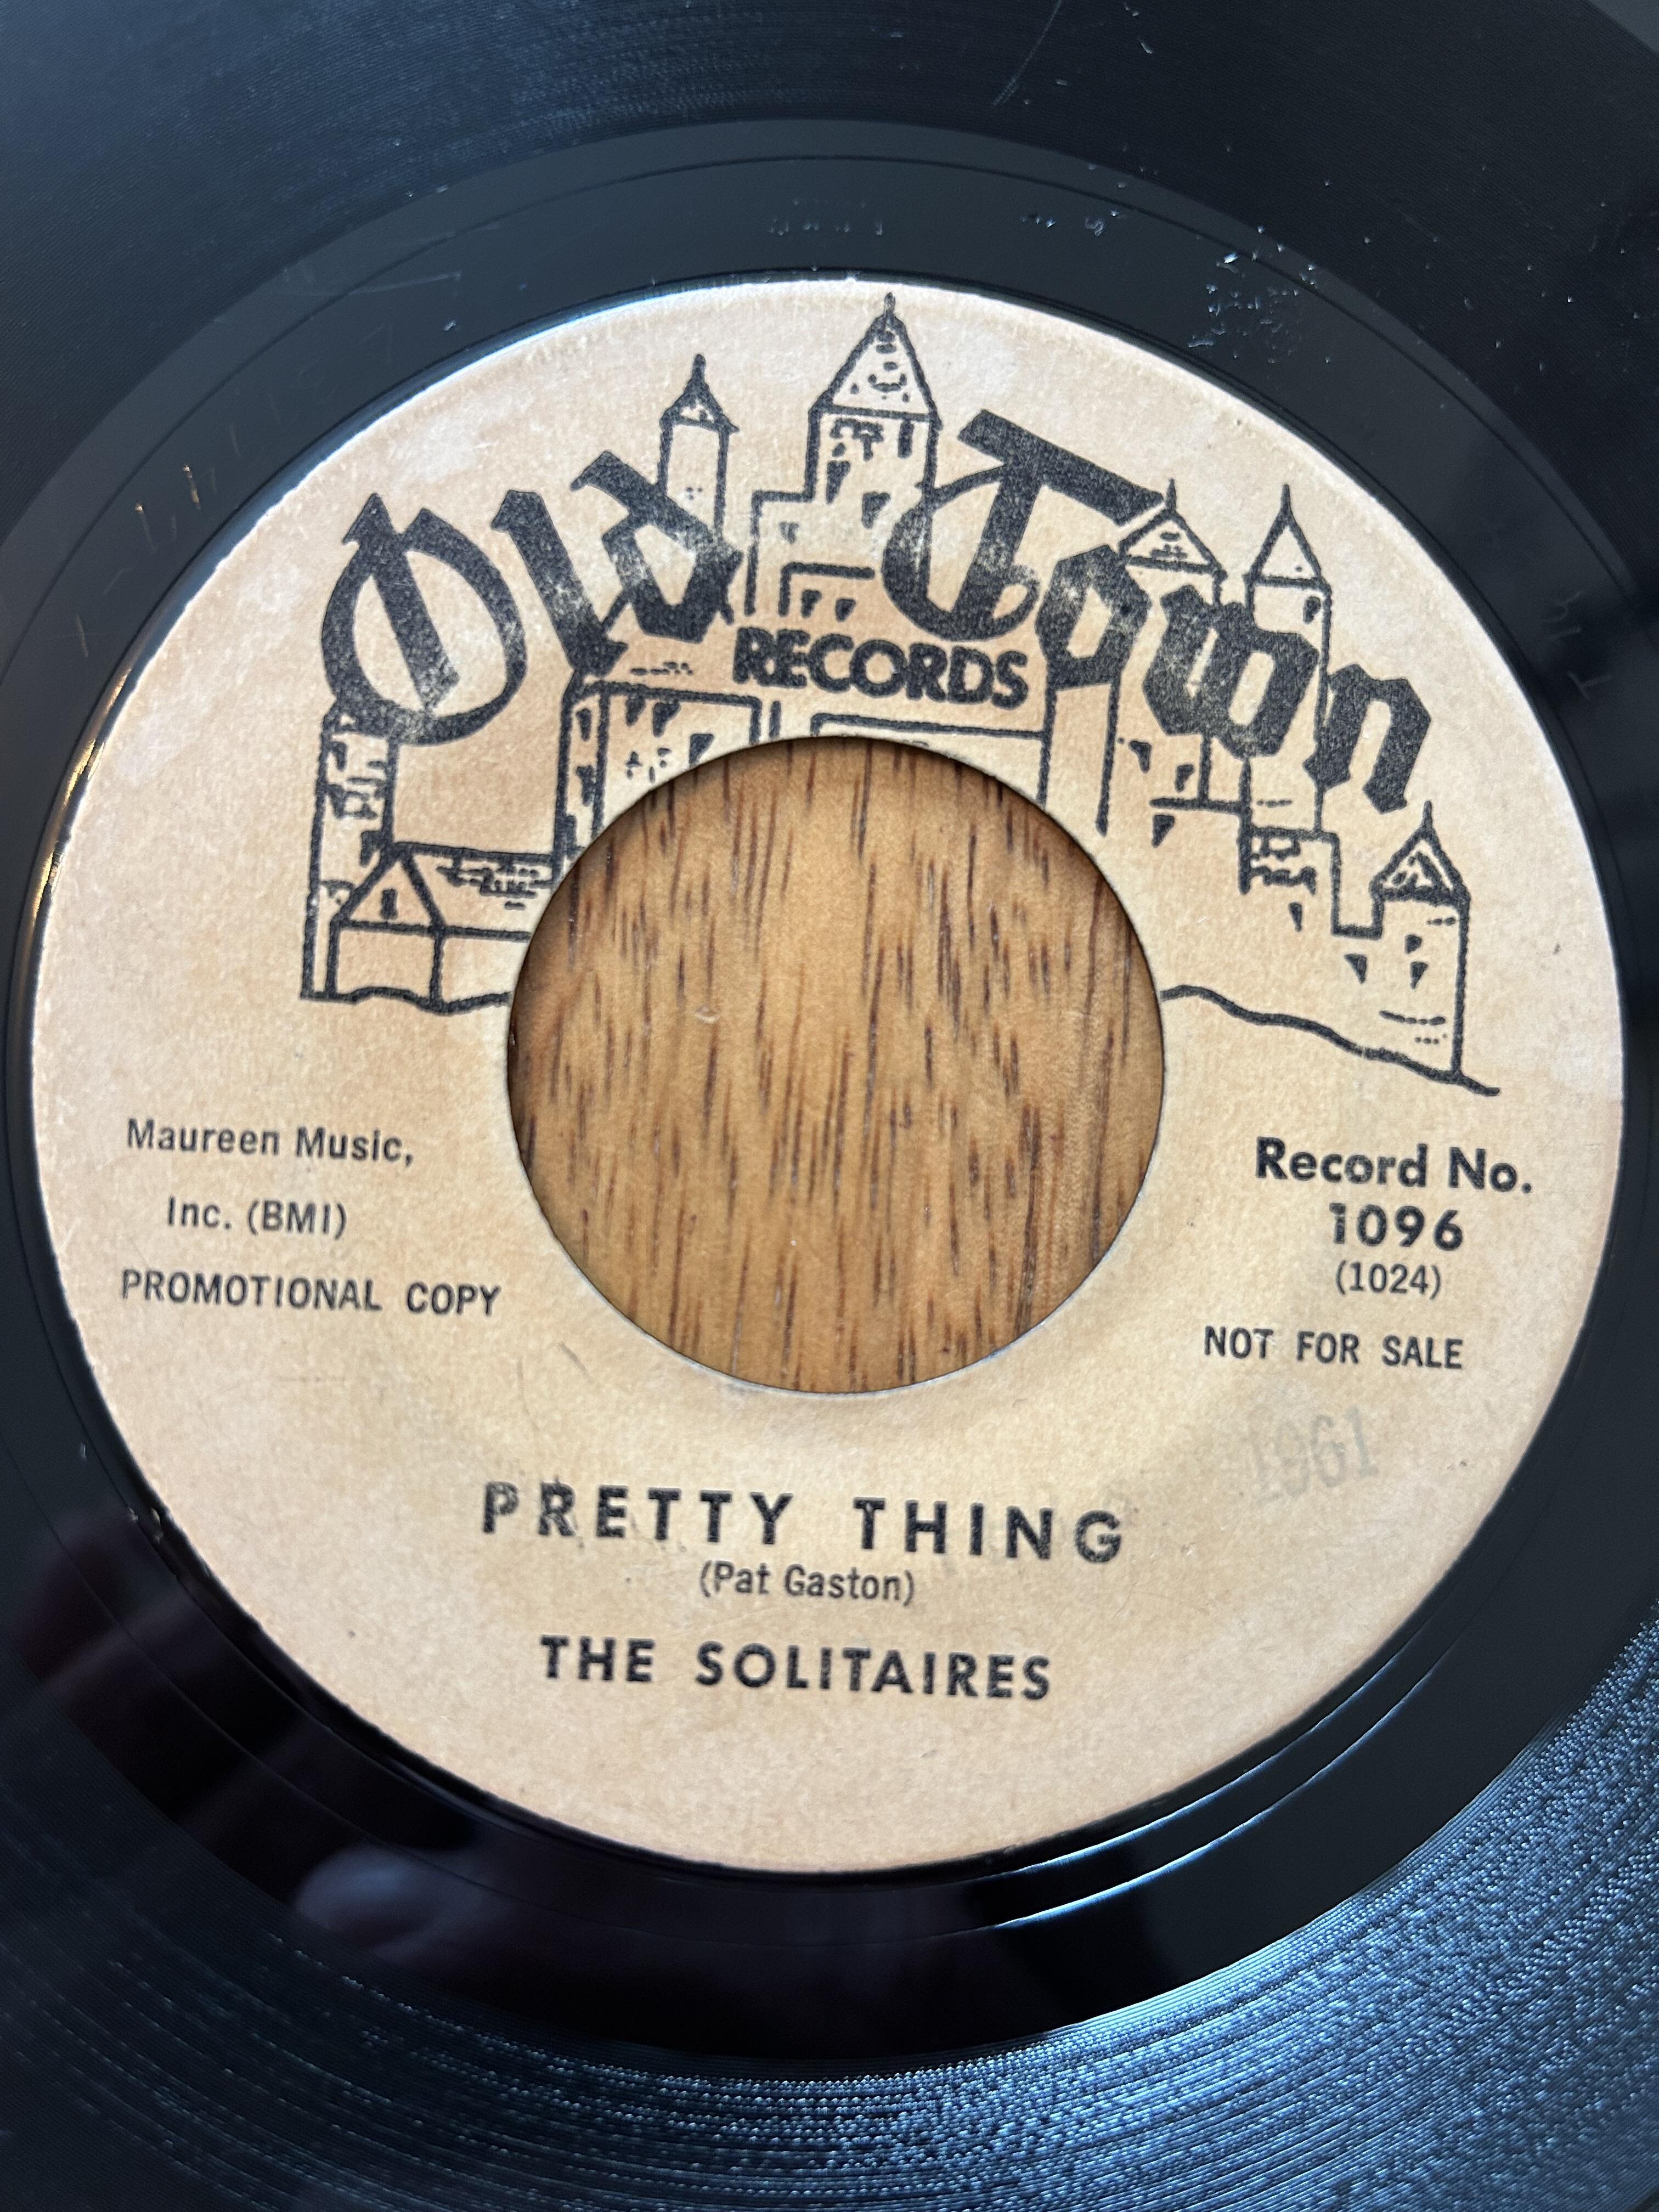 Old Town
RECORDS
Maureen Music,
Inc. (BMI)
PROMOTIONAL COPY
Record No.
1096
(1024)
NOT FOR SALE
1961
PRETTY THING
(Pat Gaston)
THE SOLITAIRES